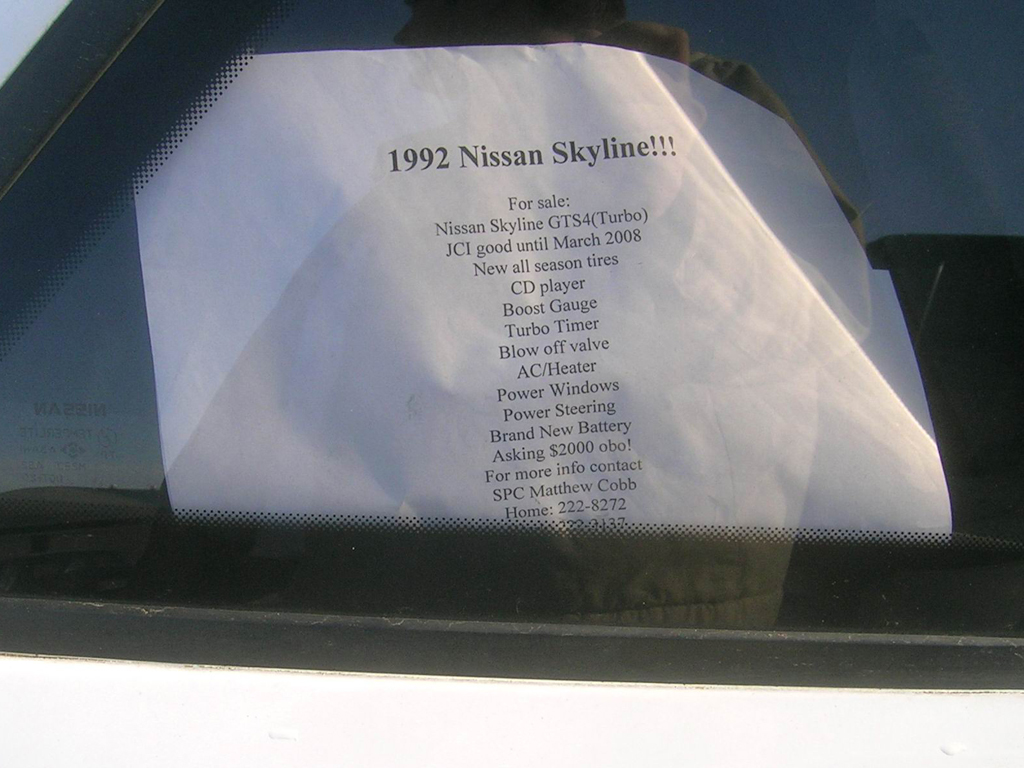 1992 Nissan Skyline!!!
For sale:
Nissan Skyline GTS4(Turbo)
JCI good until March 2008
New all season tires
CD player
Boost Gauge
Turbo Timer
Blow off valve
AC/Heater
Power Windows
Power Steering
Brand New Battery
Asking $2000 obo!
For more info contact
SPC Matthew Cobb
Home: 222-8272
NISSAN